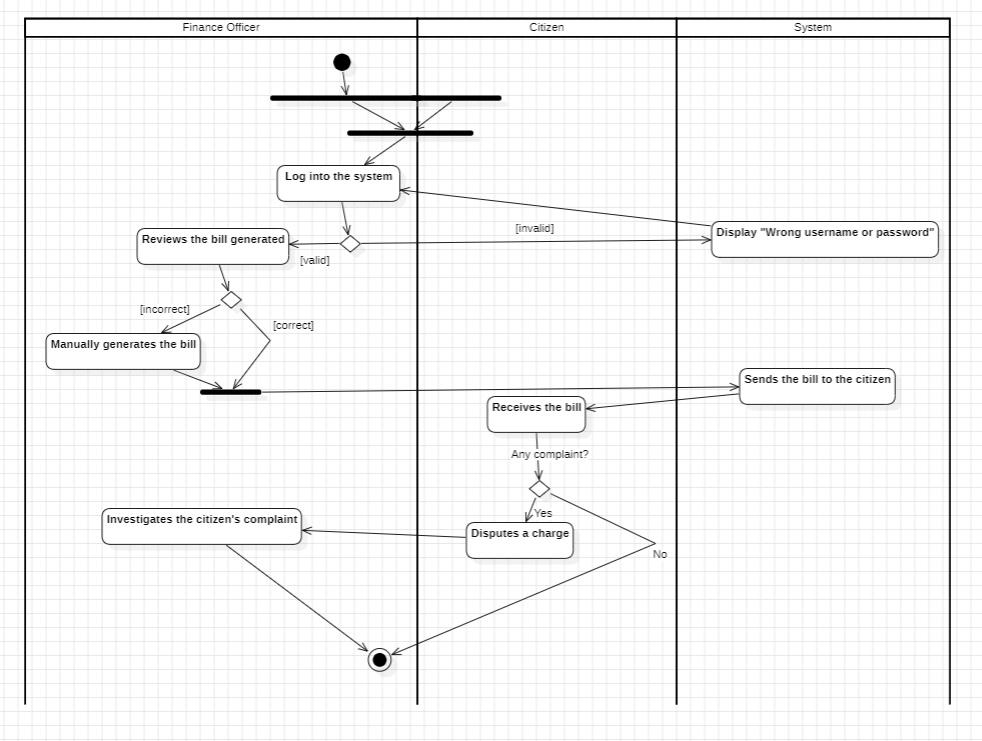 Finance Officer
Citizen
System
Log into the system
[invalid]
Display "Wrong username or password"
Reviews the bill generated
[valid]
[incorrect]
[correct]
Manually generates the bill
Sends the bill to the citizen
Receives the bill
Any complaint?
Yes
Investigates the citizen's complaint
Disputes a charge
No